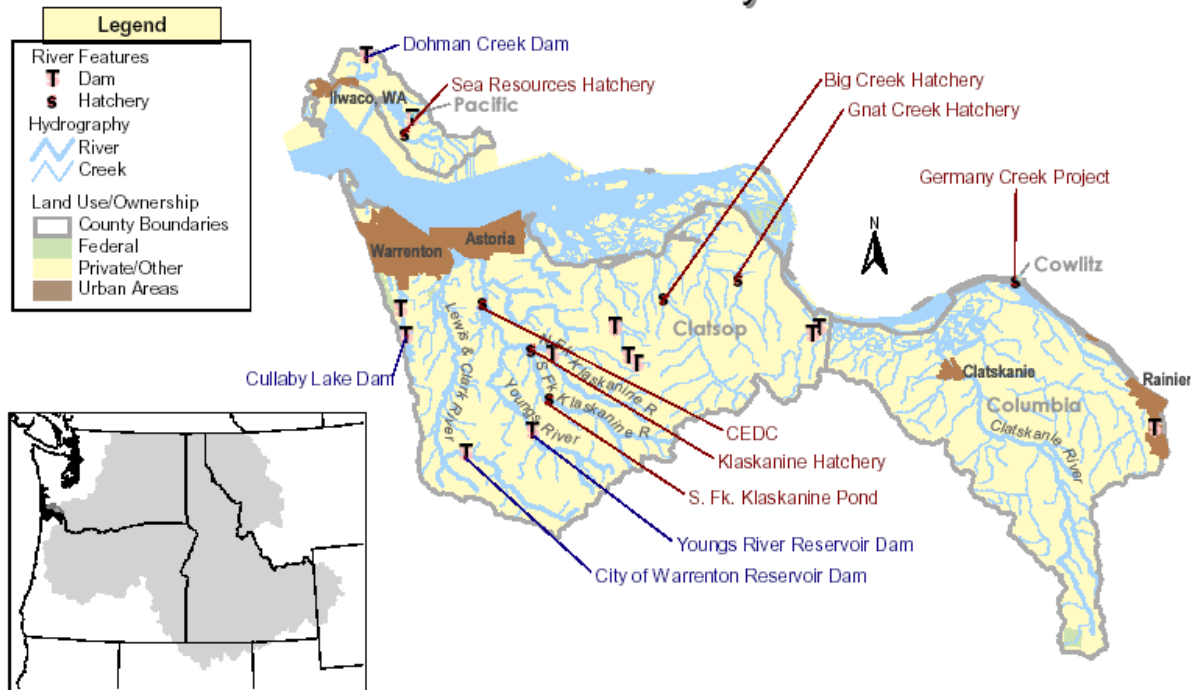 Legend
River Features
T Dam
s Hatchery
Hydrography
River
Creek
Land Use/Ownership
County Boundaries
Federal
Private/Other
Urban Areas
Dohman Creek Dam
Sea Resources Hatchery
Ilwaco, WA
Pacific
Big Creek Hatchery
Gnat Creek Hatchery
Germany Creek Project
N
Cowlitz
Astoria
Warrenton
Clatsop
Lewis & Clark River
Klaskanine R
S Fk Klaskanine R
Youngs River
Cullaby Lake Dam
Clatskanie
Rainier
Columbia
Clatskanie River
CEDC
Klaskanine Hatchery
S. Fk. Klaskanine Pond
Youngs River Reservoir Dam
City of Warrenton Reservoir Dam